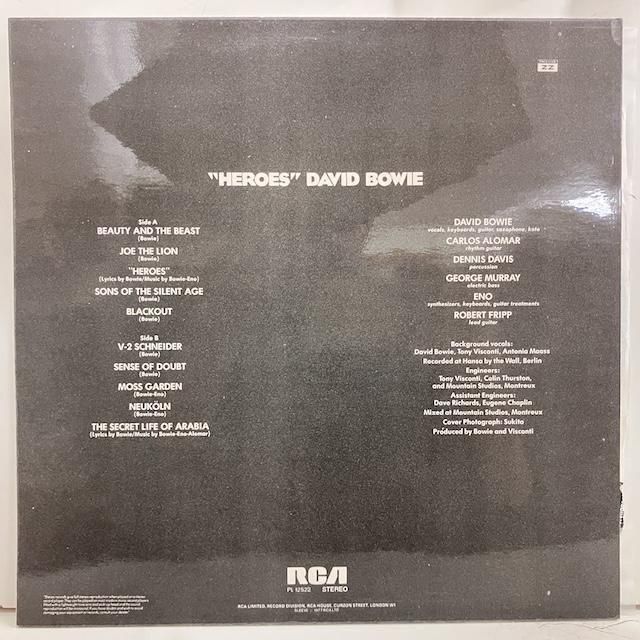 ZZ
"HEROES" DAVID BOWIE
Side A
BEAUTY AND THE BEAST
(Bowie)
JOE THE LION
(Bowie)
"HEROES"
(Lyrics by Bowie/Music by Bowie-Eno)
SONS OF THE SILENT AGE
(Bowie)
BLACKOUT
(Bowie)
Side B
V-2 SCHNEIDER
(Bowie)
SENSE OF DOUBT
(Bowie)
MOSS GARDEN
(Bowie-Eno)
NEUKÖLN
(Bowie-Eno)
THE SECRET LIFE OF ARABIA
(Lyrics by Bowie/Music by Bowie-Eno-Alomar)
DAVID BOWIE
vocals, keyboards, guitar, saxophone, koto
CARLOS ALOMAR
rhythm guitar
DENNIS DAVIS
percussion
GEORGE MURRAY
electric bass
ENO
synthesizers, keyboards, guitar treatments
ROBERT FRIPP
lead guitar
Background vocals:
David Bowie, Tony Visconti, Antonia Maass
Recorded at Hansa by the Wall, Berlin
Engineers:
Tony Visconti, Colin Thurston,
and Mountain Studios, Montreux
Assistant Engineers:
Dave Richards, Eugene Chaplin
Mixed at Mountain Studios, Montreux
Cover Photograph: Sukita
Produced by Bowie and Visconti
RCA
PL 12522 STEREO
RCA LIMITED, RECORD DIVISION, RCA HOUSE, CURZON STREET, LONDON W1